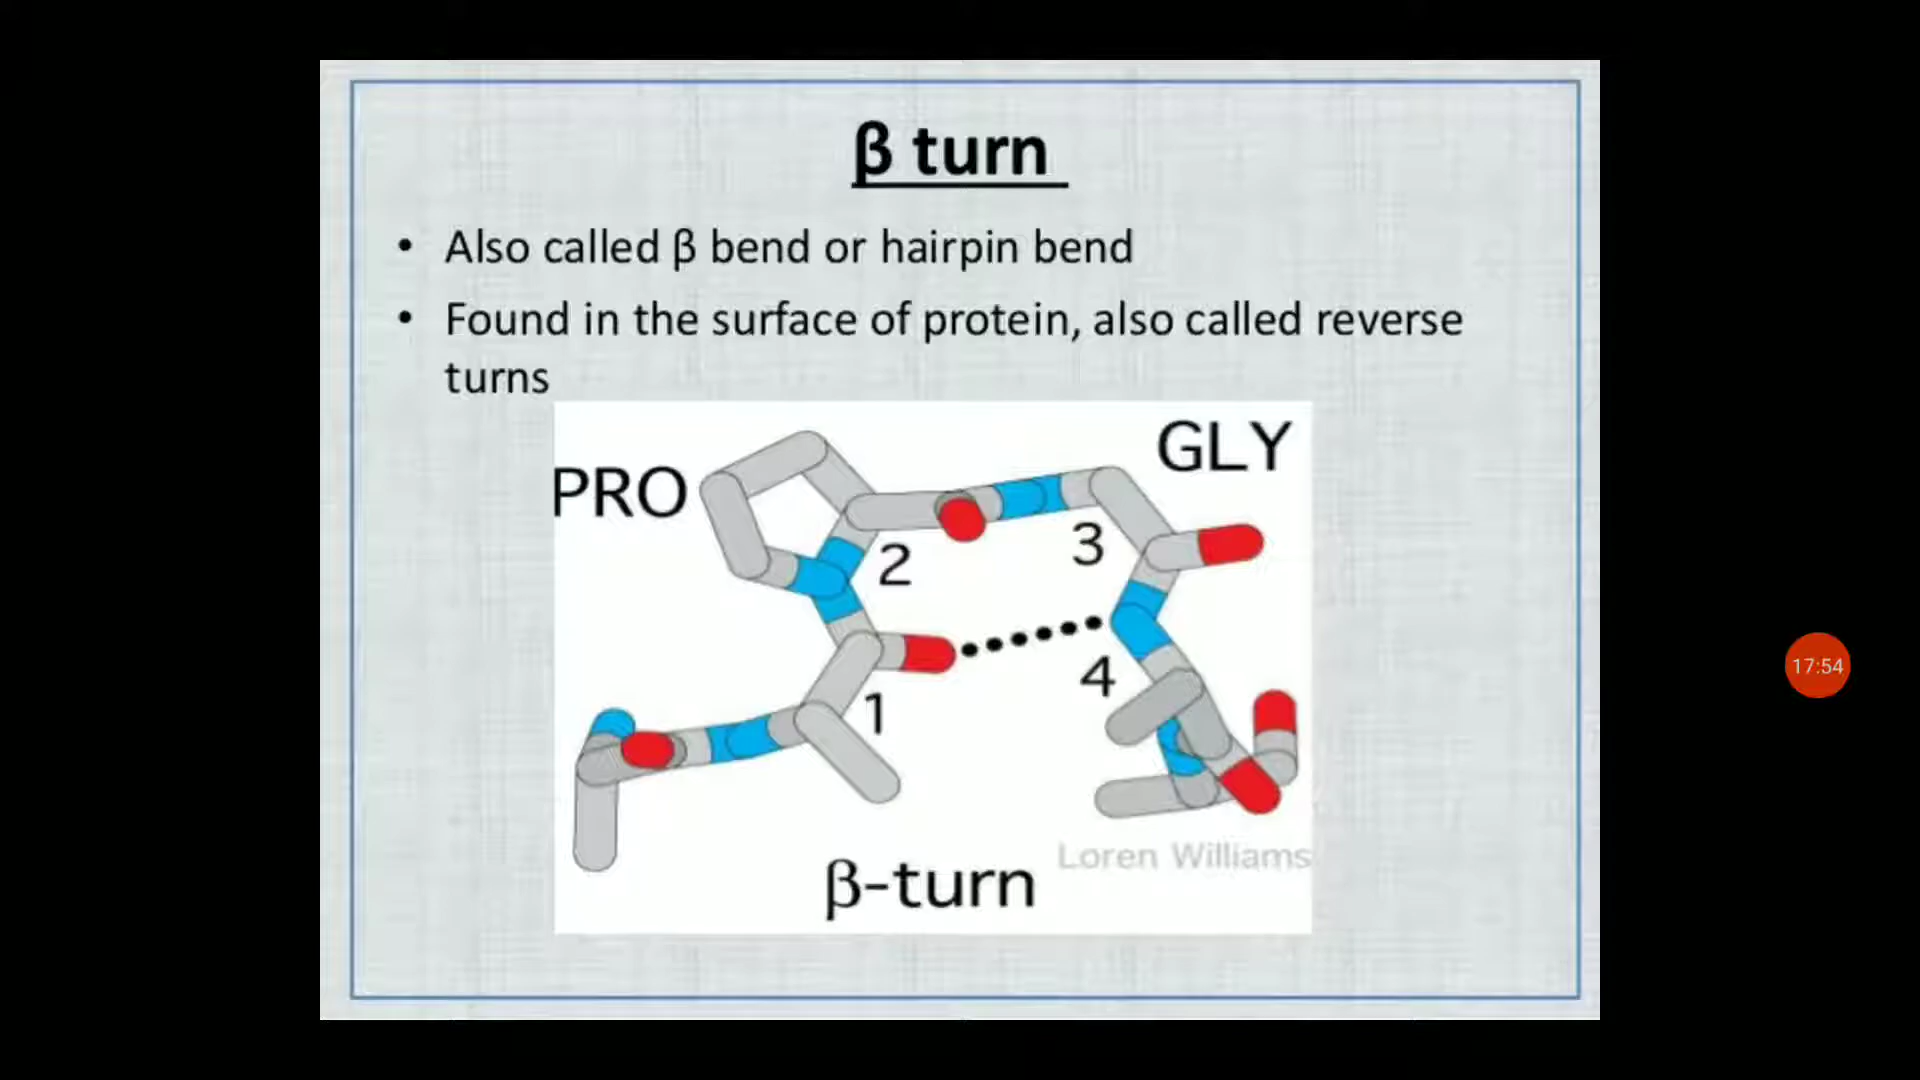 β turn
• Also called β bend or hairpin bend
• Found in the surface of protein, also called reverse
turns
GLY
PRO
2
3
4
1
β-turn
Loren Williams
17:54